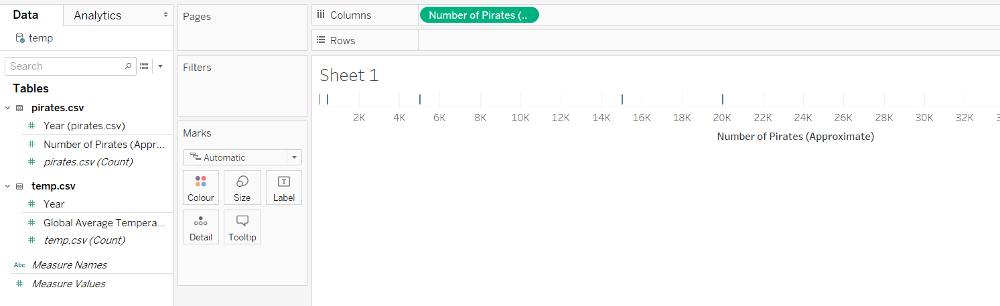 Data
Analytics
temp
Search
Tables
pirates.csv
Year (pirates.csv)
Number of Pirates (Appr...
pirates.csv (Count)
temp.csv
Year
Global Average Tempera...
temp.csv (Count)
Abc Measure Names
Measure Values
Pages
Filters
Marks
Automatic
Colour Size Label
Detail Tooltip
Columns Number of Pirates (..
Rows
Sheet 1
2K 4K 6K 8K 10K 12K 14K 16K 18K 20K 22K 24K 26K 28K 30K 32K
Number of Pirates (Approximate)